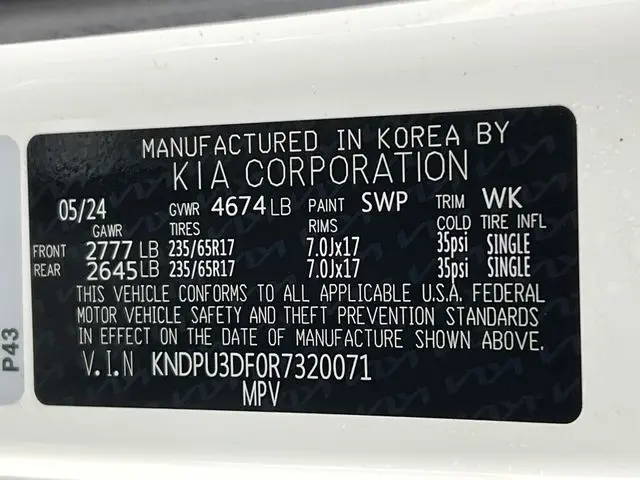 MANUFACTURED IN KOREA BY
KIA CORPORATION
05/24 GVWR 4674 LB PAINT SWP TRIM WK
GAWR TIRES RIMS COLD TIRE INFL
FRONT 2777 LB 235/65R17 7.0Jx17 35psi SINGLE
REAR 2645 LB 235/65R17 7.0Jx17 35psi SINGLE
THIS VEHICLE CONFORMS TO ALL APPLICABLE U.S.A. FEDERAL
MOTOR VEHICLE SAFETY AND THEFT PREVENTION STANDARDS
IN EFFECT ON THE DATE OF MANUFACTURE SHOWN ABOVE.
V.I.N KNDPU3DF0R7320071
MPV
P43